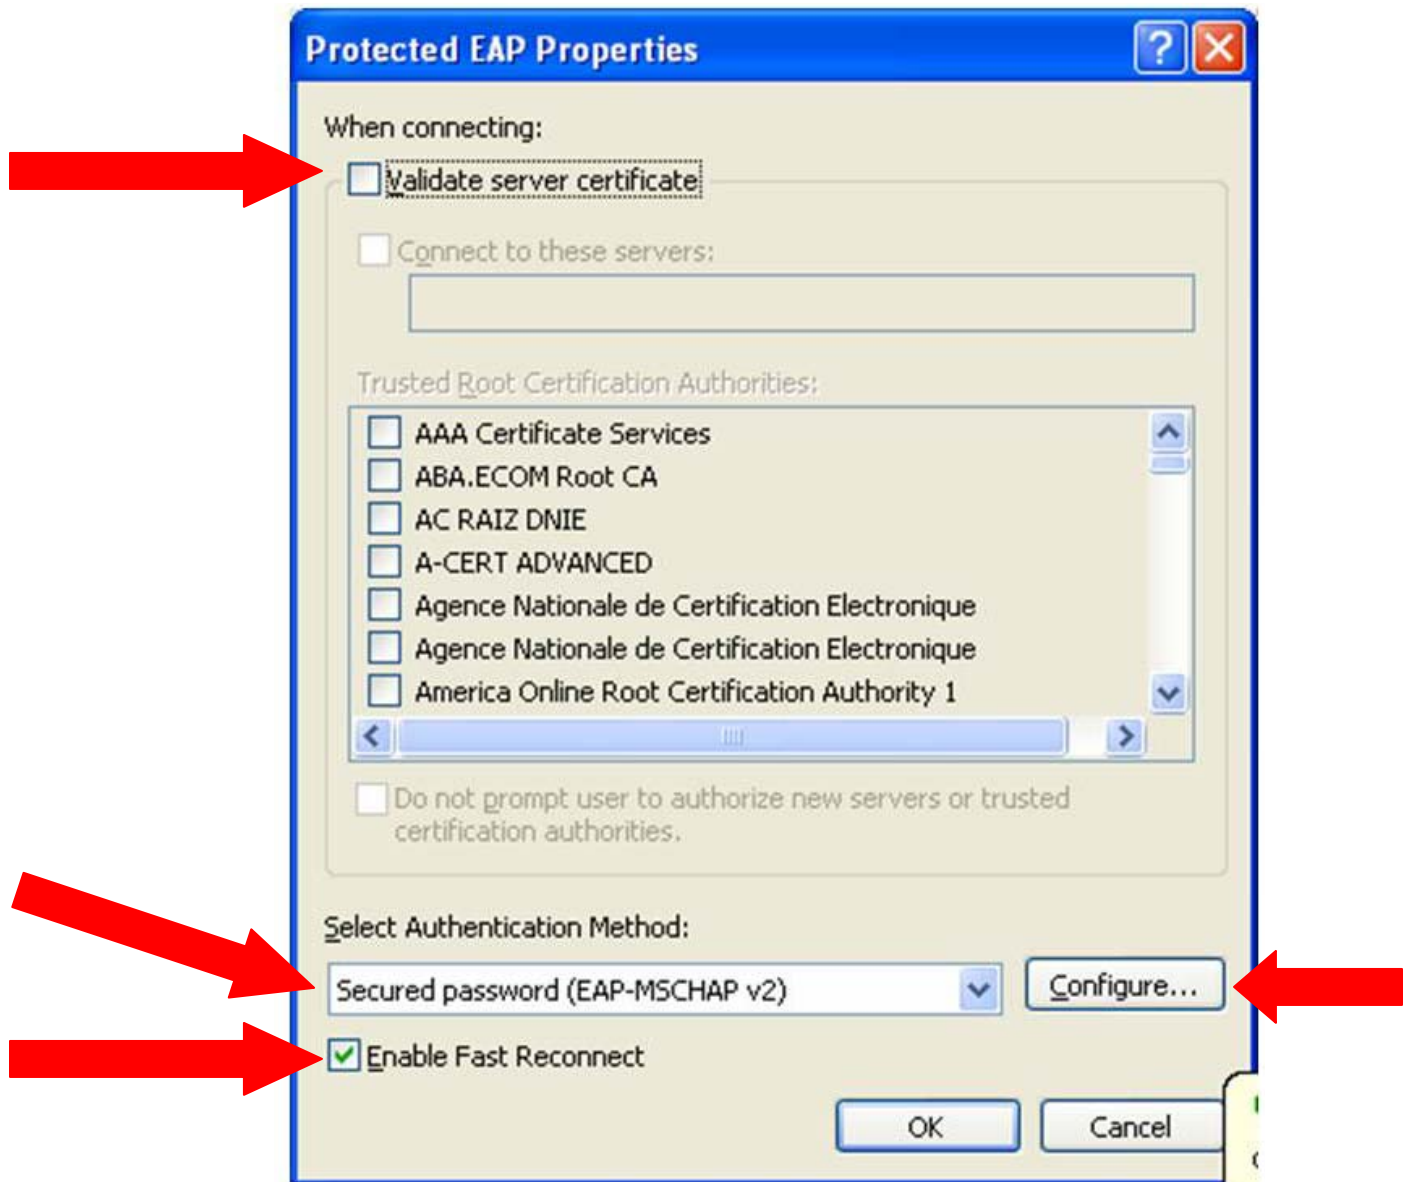 Protected EAP Properties
When connecting:
Validate server certificate
Connect to these servers:
Trusted Root Certification Authorities:
AAA Certificate Services
ABA.ECOM Root CA
AC RAIZ DNIE
A-CERT ADVANCED
Agence Nationale de Certification Electronique
Agence Nationale de Certification Electronique
America Online Root Certification Authority 1
Do not prompt user to authorize new servers or trusted
certification authorities.
Select Authentication Method:
Secured password (EAP-MSCHAP v2)
Configure...
Enable Fast Reconnect
OK
Cancel